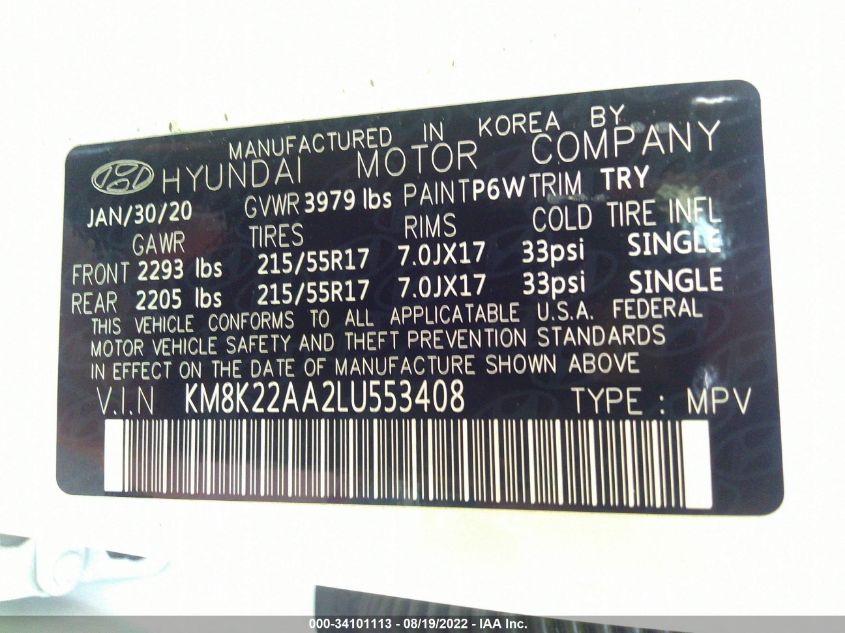 MANUFACTURED IN KOREA BY
HYUNDAI MOTOR COMPANY
JAN/30/20 GVWR 3979 lbs PAINT P6W TRIM TRY
GAWR TIRES RIMS COLD TIRE INFL
FRONT 2293 lbs 215/55R17 7.0JX17 33psi SINGLE
REAR 2205 lbs 215/55R17 7.0JX17 33psi SINGLE
THIS VEHICLE CONFORMS TO ALL APPLICATABLE U.S.A. FEDERAL
MOTOR VEHICLE SAFETY AND THEFT PREVENTION STANDARDS
IN EFFECT ON THE DATE OF MANUFACTURE SHOWN ABOVE
V.I.N KM8K22AA2LU553408 TYPE : MPV
000-34101113 - 08/19/2022 - IAA Inc.